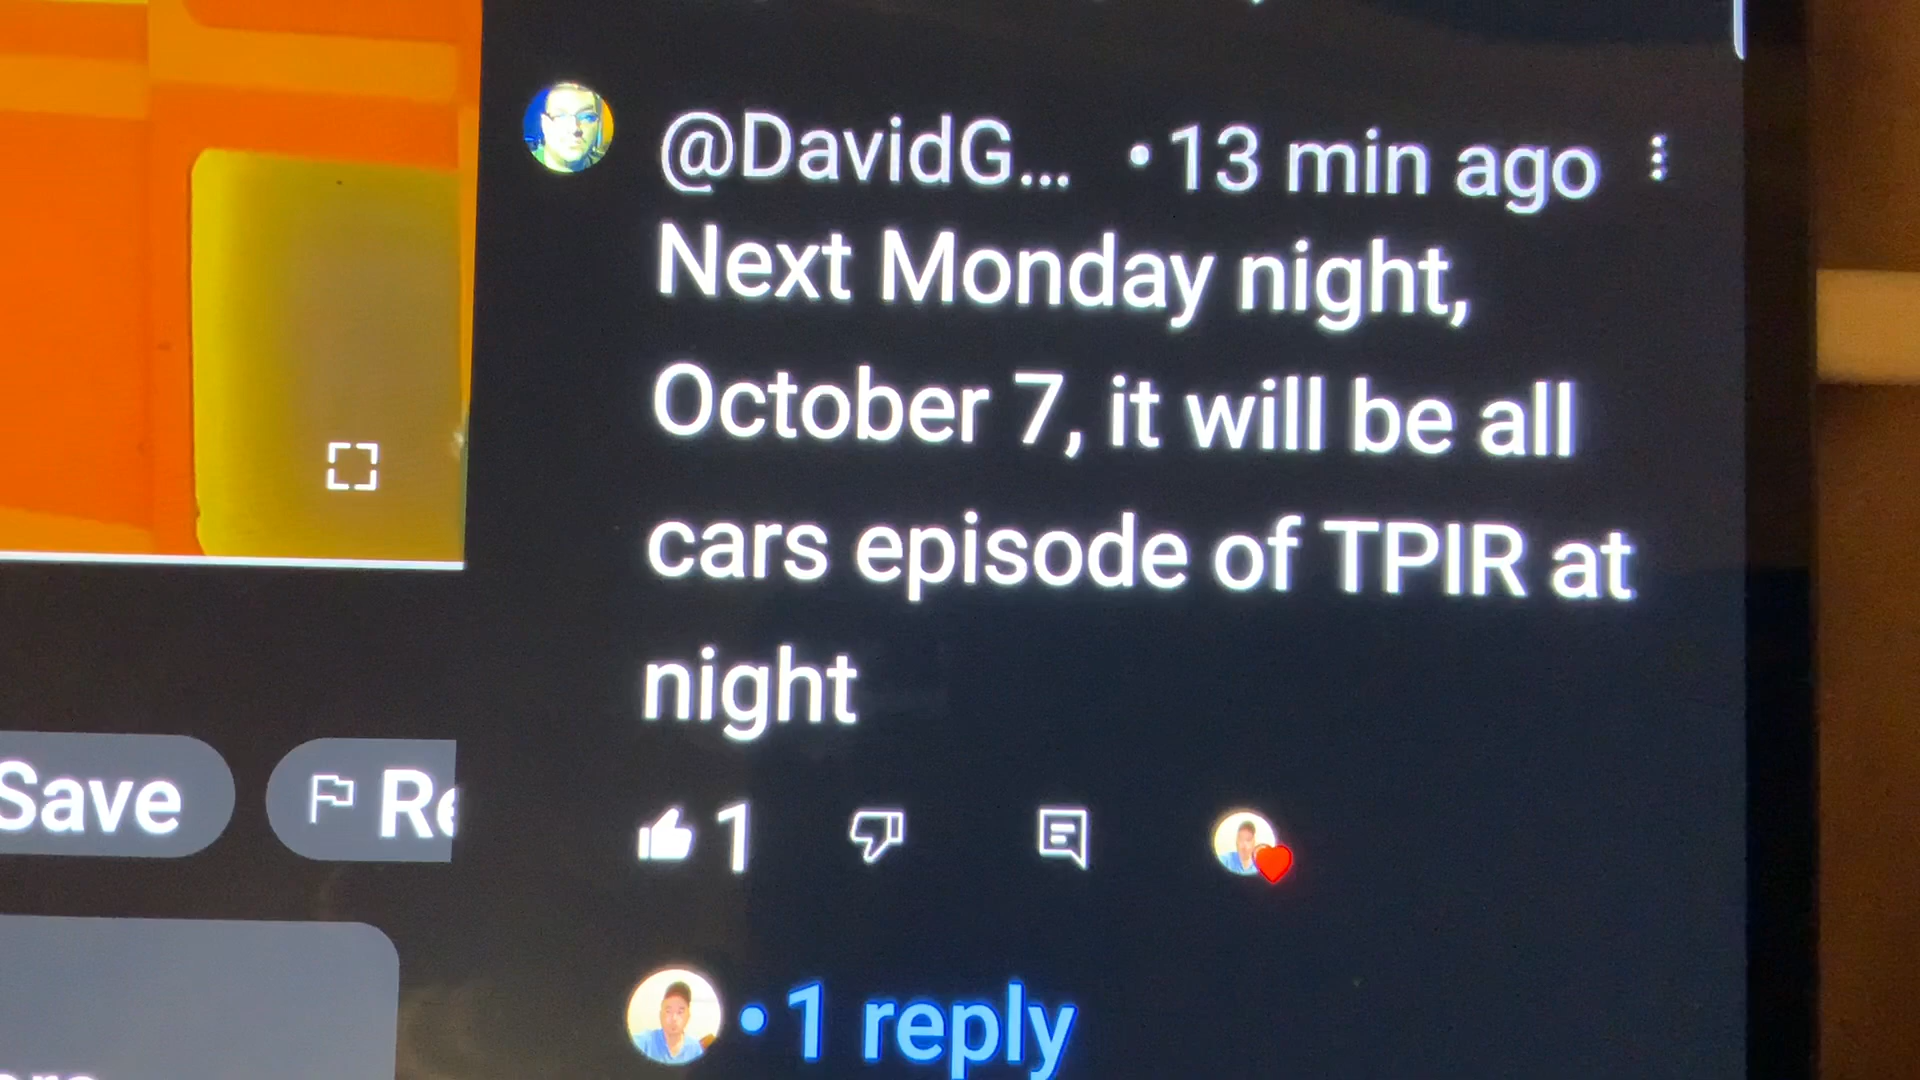 @DavidG... • 13 min ago
Next Monday night,
October 7, it will be all
cars episode of TPIR at
night
Save
Re
1
• 1 reply